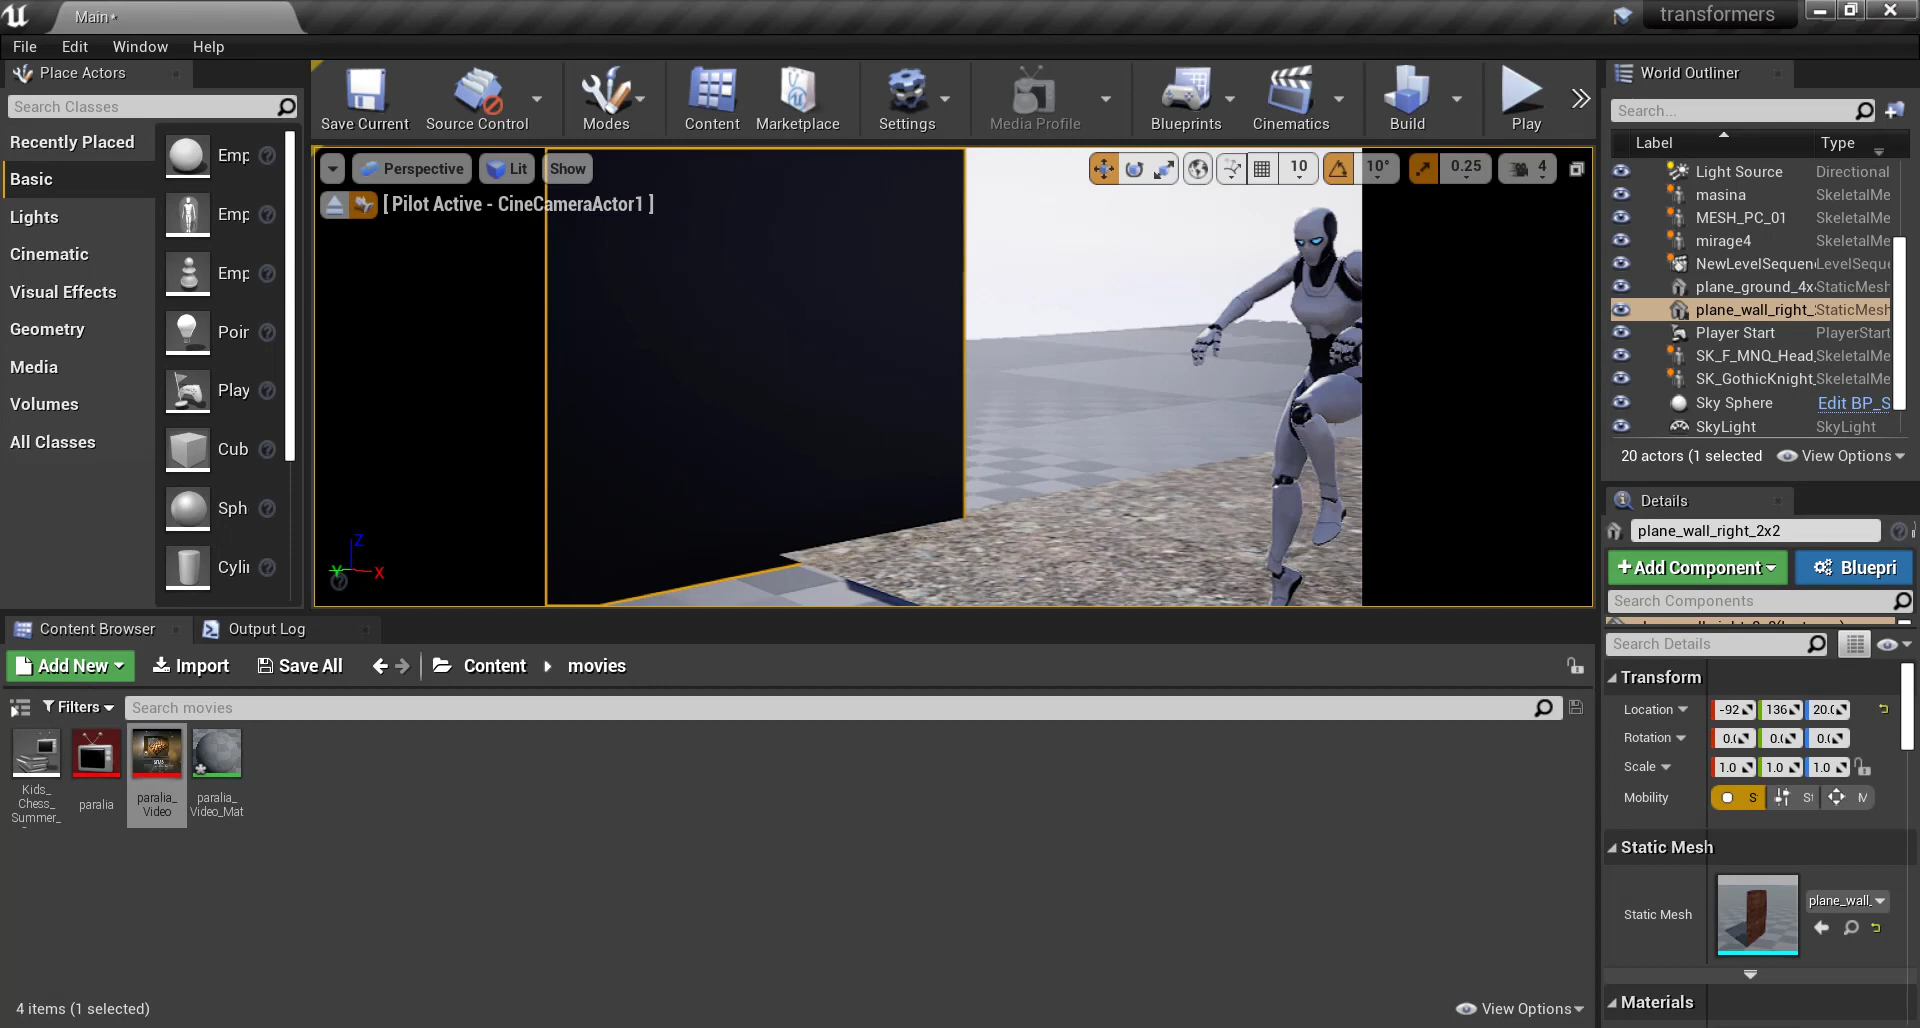 Main*
transformers
File Edit Window Help
Place Actors
Search Classes
Recently Placed
Basic
Lights
Cinematic
Visual Effects
Geometry
Media
Volumes
All Classes
Emp
Emp
Emp
Poin
Play
Cub
Sph
Cylin
Save Current
Source Control
Modes
Content
Marketplace
Settings
Media Profile
Blueprints
Cinematics
Build
Play
Perspective
Lit
Show
10
10°
0.25
4
[ Pilot Active - CineCameraActor1 ]
Z
Y
X
World Outliner
Search...
Label Type
Light Source Directional
masina SkeletalMe
MESH_PC_01 SkeletalMe
mirage4 SkeletalMe
NewLevelSequen LevelSeque
plane_ground_4x StaticMesh
plane_wall_right_ StaticMesh
Player Start PlayerStart
SK_F_MNQ_Head_ SkeletalMe
SK_GothicKnight_ SkeletalMe
Sky Sphere Edit BP_S
SkyLight SkyLight
20 actors (1 selected
View Options
Details
plane_wall_right_2x2
+Add Component
Bluepri
Search Components
Search Details
Transform
Location -92 136 20.0
Rotation 0.0 0.0 0.0
Scale 1.0 1.0 1.0
Mobility S St M
Static Mesh
Static Mesh
plane_wall_
Materials
Content Browser
Output Log
Add New
Import
Save All
Content
movies
Filters
Search movies
Kids_
Chess_
Summer_
paralia
paralia_
Video
paralia_
Video_Mat
4 items (1 selected)
View Options